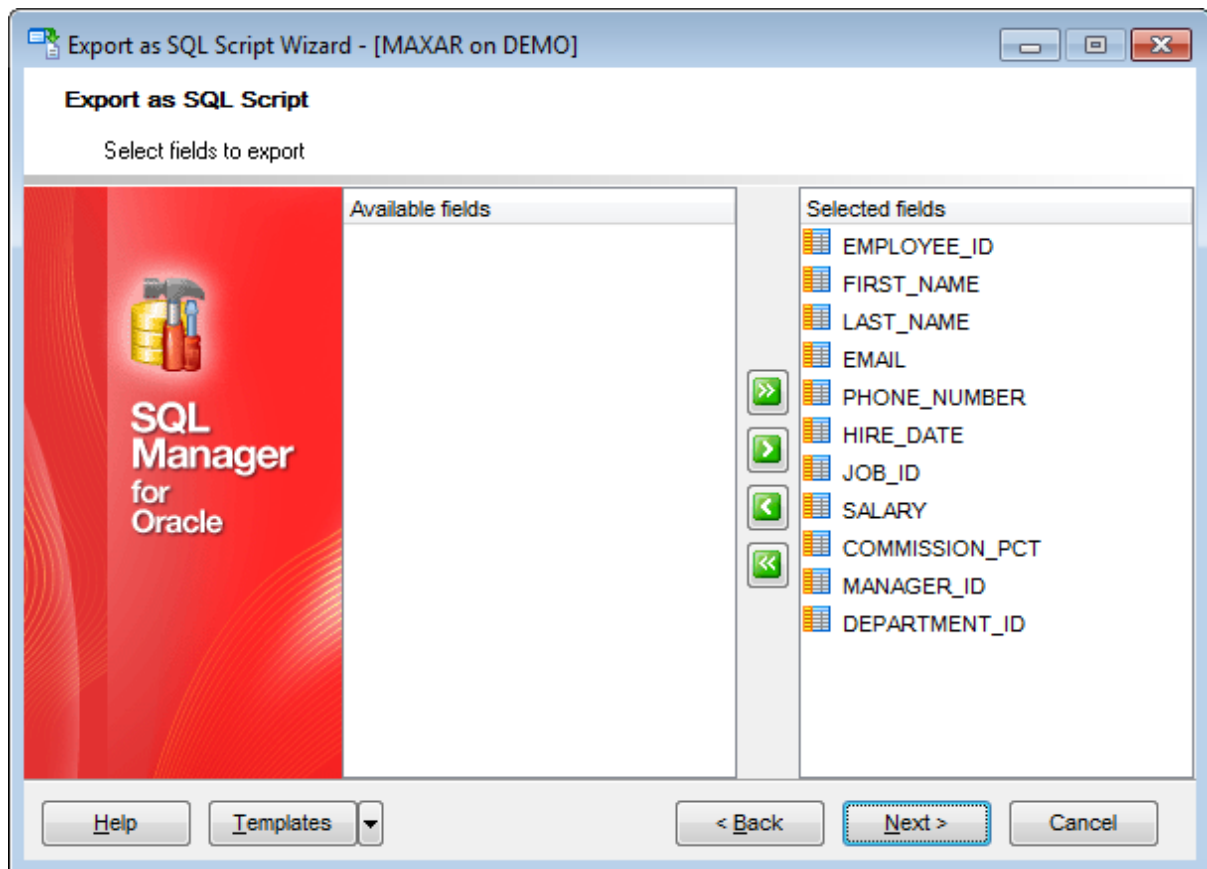 Export as SQL Script Wizard - [MAXAR on DEMO]
Export as SQL Script
Select fields to export
SQL
Manager
for
Oracle
Available fields
Selected fields
EMPLOYEE_ID
FIRST_NAME
LAST_NAME
EMAIL
PHONE_NUMBER
HIRE_DATE
JOB_ID
SALARY
COMMISSION_PCT
MANAGER_ID
DEPARTMENT_ID
Help
Templates
< Back
Next >
Cancel